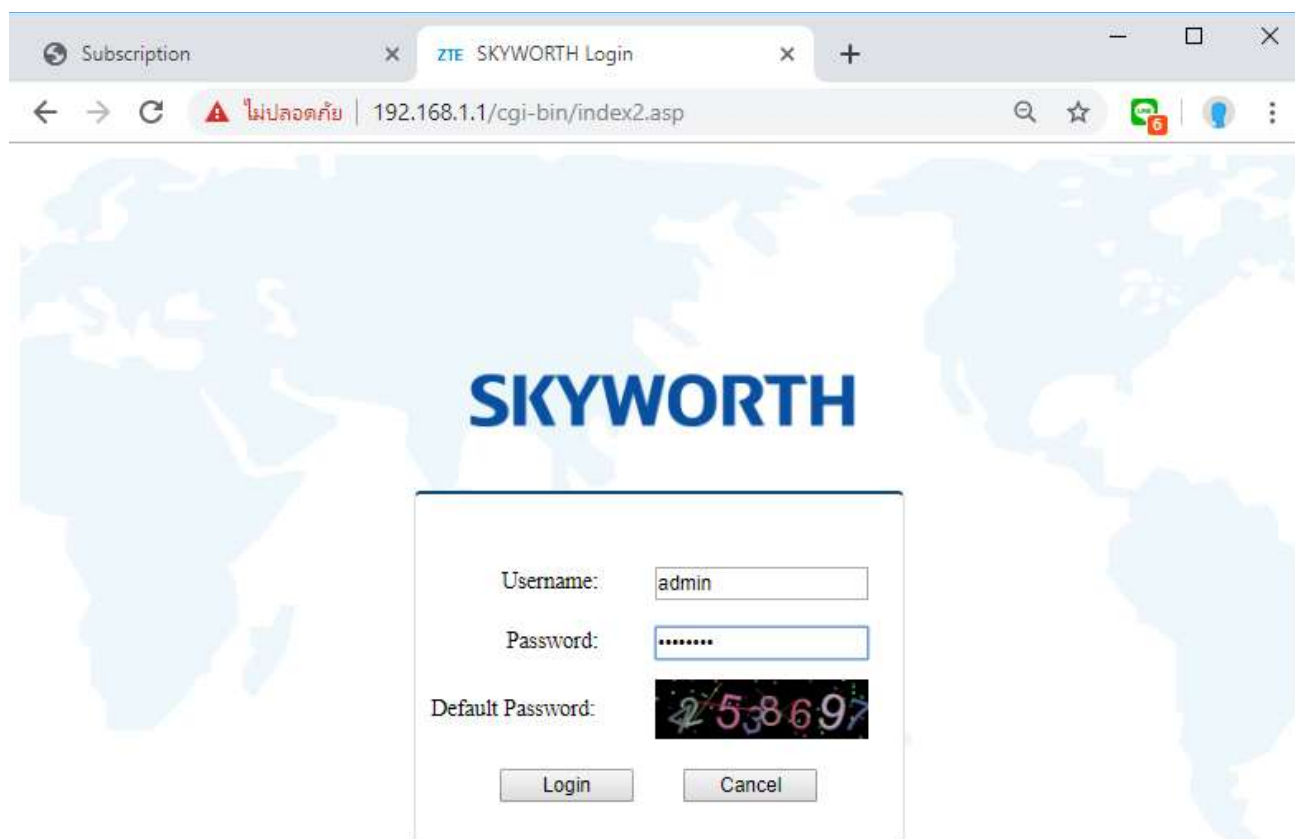 Subscription
ZTE SKYWORTH Login
ไม่ปลอดภัย 192.168.1.1/cgi-bin/index2.asp
6
SKYWORTH
Username: admin
Password: ••••••••
Default Password:
Login Cancel